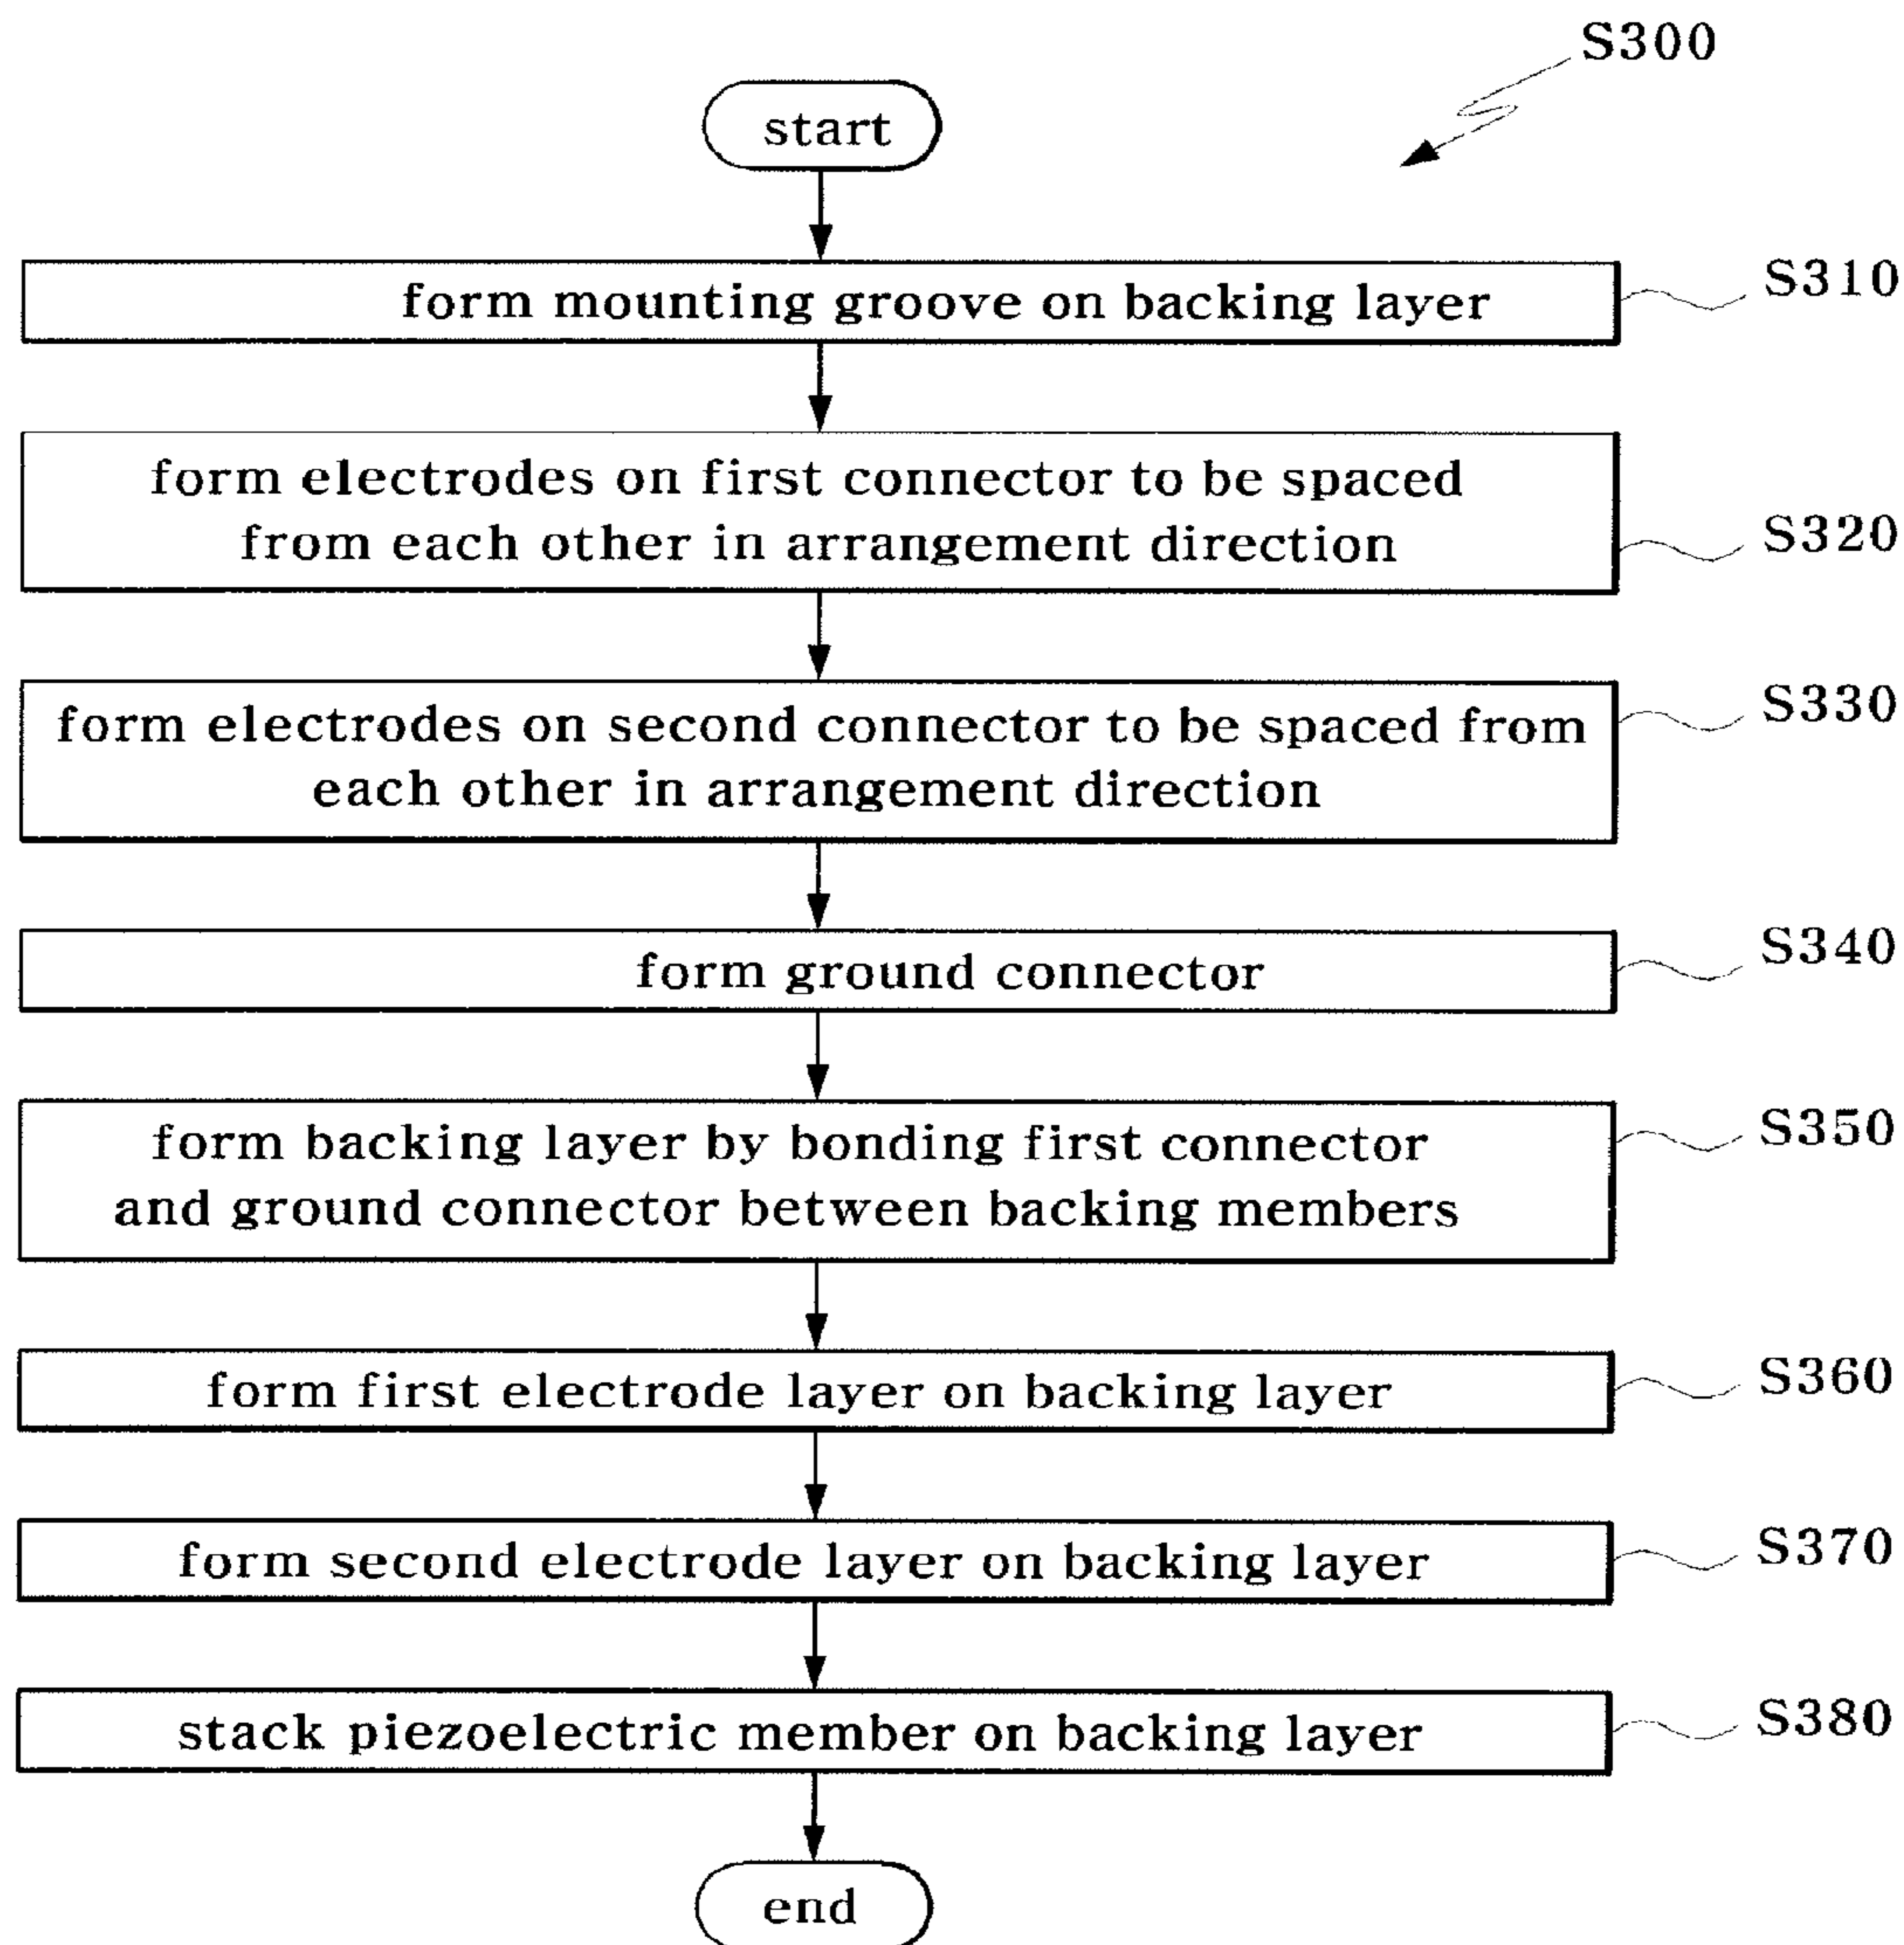 S300
start
form mounting groove on backing layer
S310
form electrodes on first connector to be spaced
from each other in arrangement direction
S320
form electrodes on second connector to be spaced from
each other in arrangement direction
S330
form ground connector
S340
form backing layer by bonding first connector
and ground connector between backing members
S350
form first electrode layer on backing layer
S360
form second electrode layer on backing layer
S370
stack piezoelectric member on backing layer
S380
end